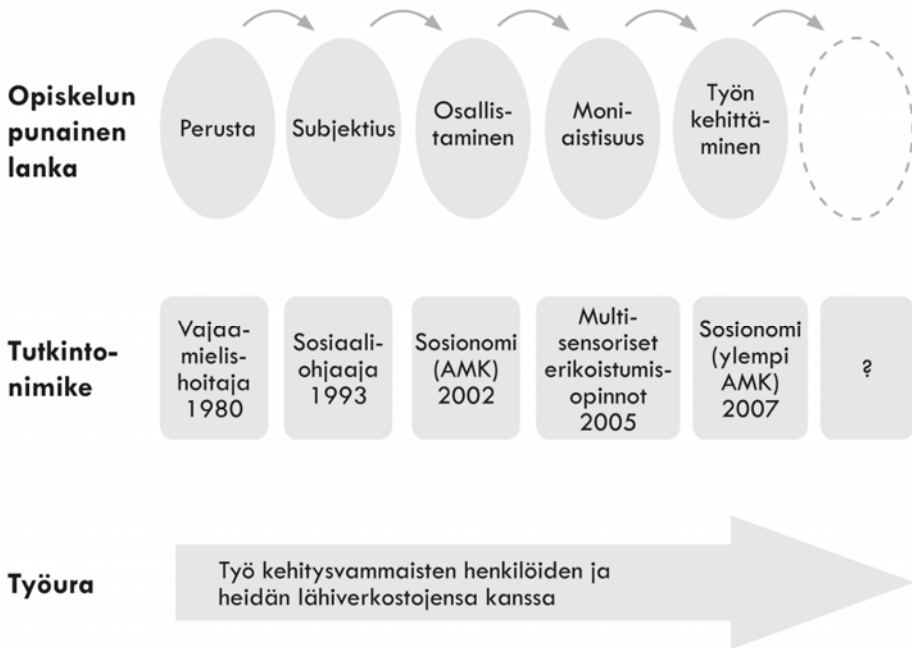 Opiskelun
punainen
lanka
Perusta
Subjektius
Osallis-
taminen
Moni-
aistisuus
Työn
kehittä-
minen
Tutkinto-
nimike
Vajaa-
mielis-
hoitaja
1980
Sosiaali-
ohjaaja
1993
Sosionomi
(AMK)
2002
Multi-
sensoriset
erikoistumis-
opinnot
2005
Sosionomi
(ylempi
AMK)
2007
?
Työura
Työ kehitysvammaisten henkilöiden ja
heidän lähiverkostojensa kanssa